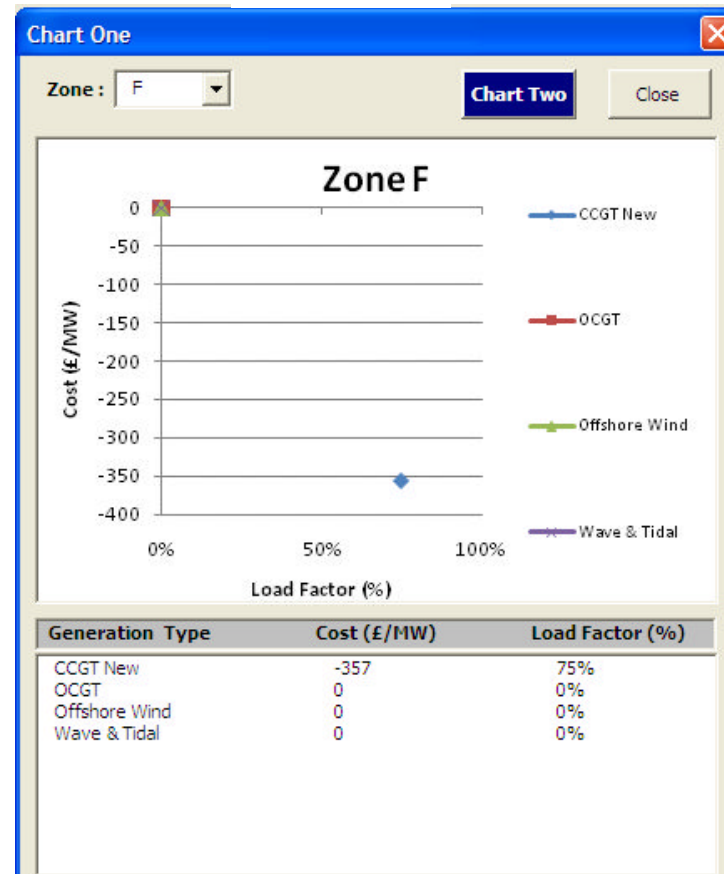 Chart One
Zone : F
Chart Two
Close
Zone F
0
-50
-100
-150
-200
-250
-300
-350
-400
Cost (£/MW)
0% 50% 100%
Load Factor (%)
CCGT New
OCGT
Offshore Wind
Wave & Tidal
Generation Type Cost (£/MW) Load Factor (%)
CCGT New -357 75%
OCGT 0 0%
Offshore Wind 0 0%
Wave & Tidal 0 0%